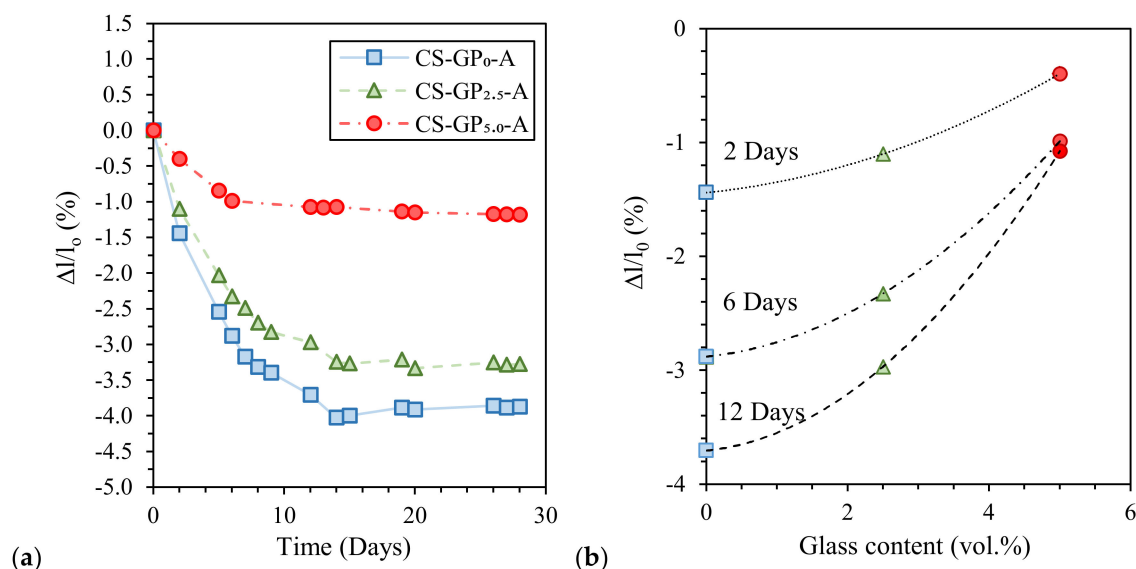 1.5
1.0
0.5
0.0
-0.5
-1.0
-1.5
-2.0
-2.5
-3.0
-3.5
-4.0
-4.5
-5.0
Δl/lₒ (%)
CS-GP₀-A
CS-GP₂.₅-A
CS-GP₅.₀-A
0
10
20
30
Time (Days)
(a)
0
-1
-2
-3
-4
Δl/l₀ (%)
2 Days
6 Days
12 Days
0
2
4
6
Glass content (vol.%)
(b)